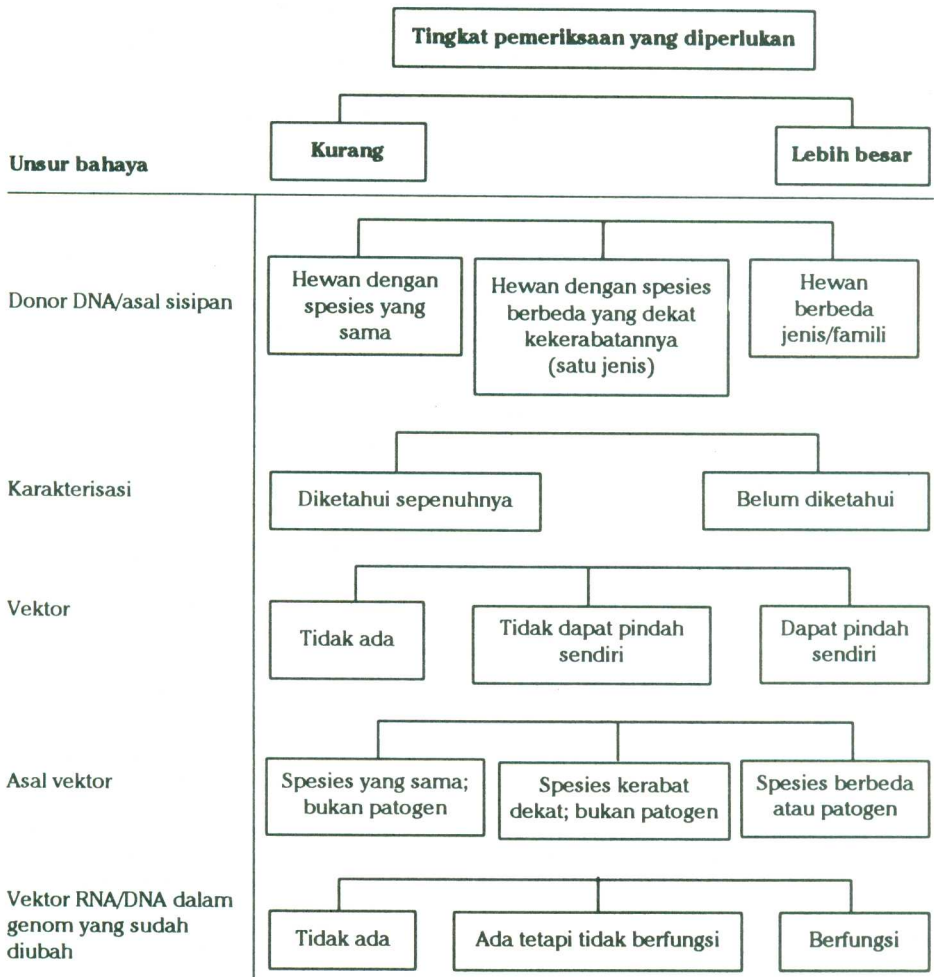 Tingkat pemeriksaan yang diperlukan
Unsur bahaya
Kurang
Lebih besar
Donor DNA/asal sisipan
Hewan dengan
spesies yang
sama
Hewan dengan spesies
berbeda yang dekat
kekerabatannya
(satu jenis)
Hewan
berbeda
jenis/famili
Karakterisasi
Diketahui sepenuhnya
Belum diketahui
Vektor
Tidak ada
Tidak dapat pindah
sendiri
Dapat pindah
sendiri
Asal vektor
Spesies yang sama;
bukan patogen
Spesies kerabat
dekat; bukan patogen
Spesies berbeda
atau patogen
Vektor RNA/DNA dalam
genom yang sudah
diubah
Tidak ada
Ada tetapi tidak berfungsi
Berfungsi